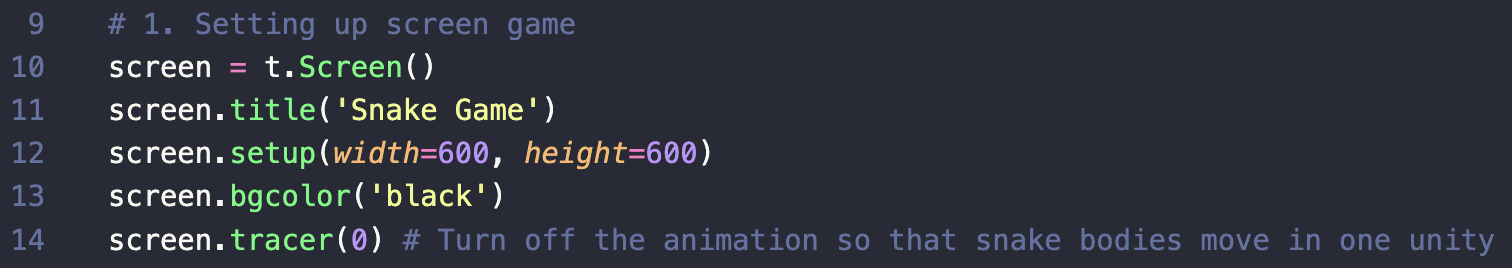 9 # 1. Setting up screen game
10 screen = t.Screen()
11 screen.title('Snake Game')
12 screen.setup(width=600, height=600)
13 screen.bgcolor('black')
14 screen.tracer(0) # Turn off the animation so that snake bodies move in one unity